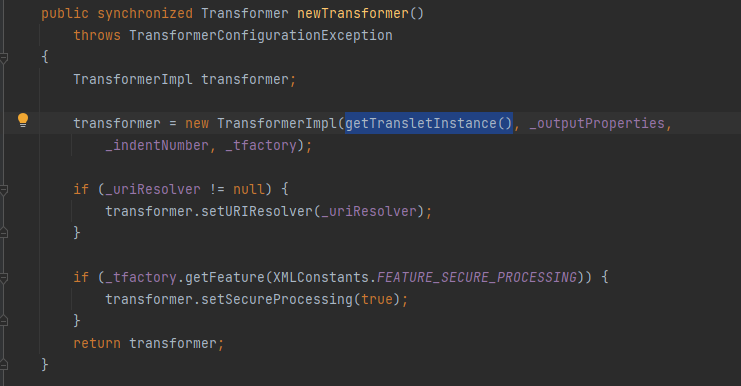 public synchronized Transformer newTransformer()
    throws TransformerConfigurationException
{
    TransformerImpl transformer;

    transformer = new TransformerImpl(getTransletInstance(), _outputProperties,
        _indentNumber, _tfactory);

    if (_uriResolver != null) {
        transformer.setURIResolver(_uriResolver);
    }

    if (_tfactory.getFeature(XMLConstants.FEATURE_SECURE_PROCESSING)) {
        transformer.setSecureProcessing(true);
    }
    return transformer;
}